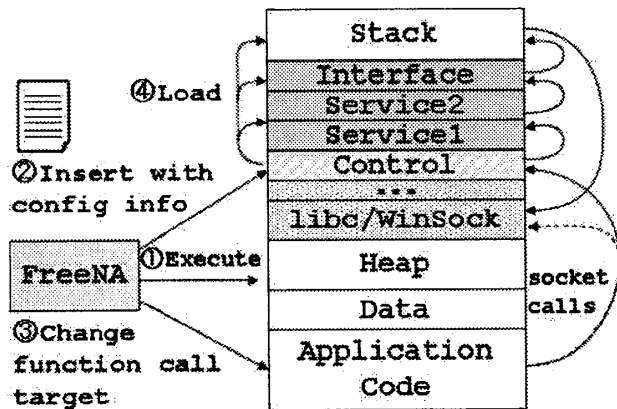 Stack
Interface
④Load
Service2
Service1
②Insert with
config info
Control
...
libc/WinSock
FreeNA
①Execute
Heap
socket
calls
Data
③Change
function call
target
Application
Code